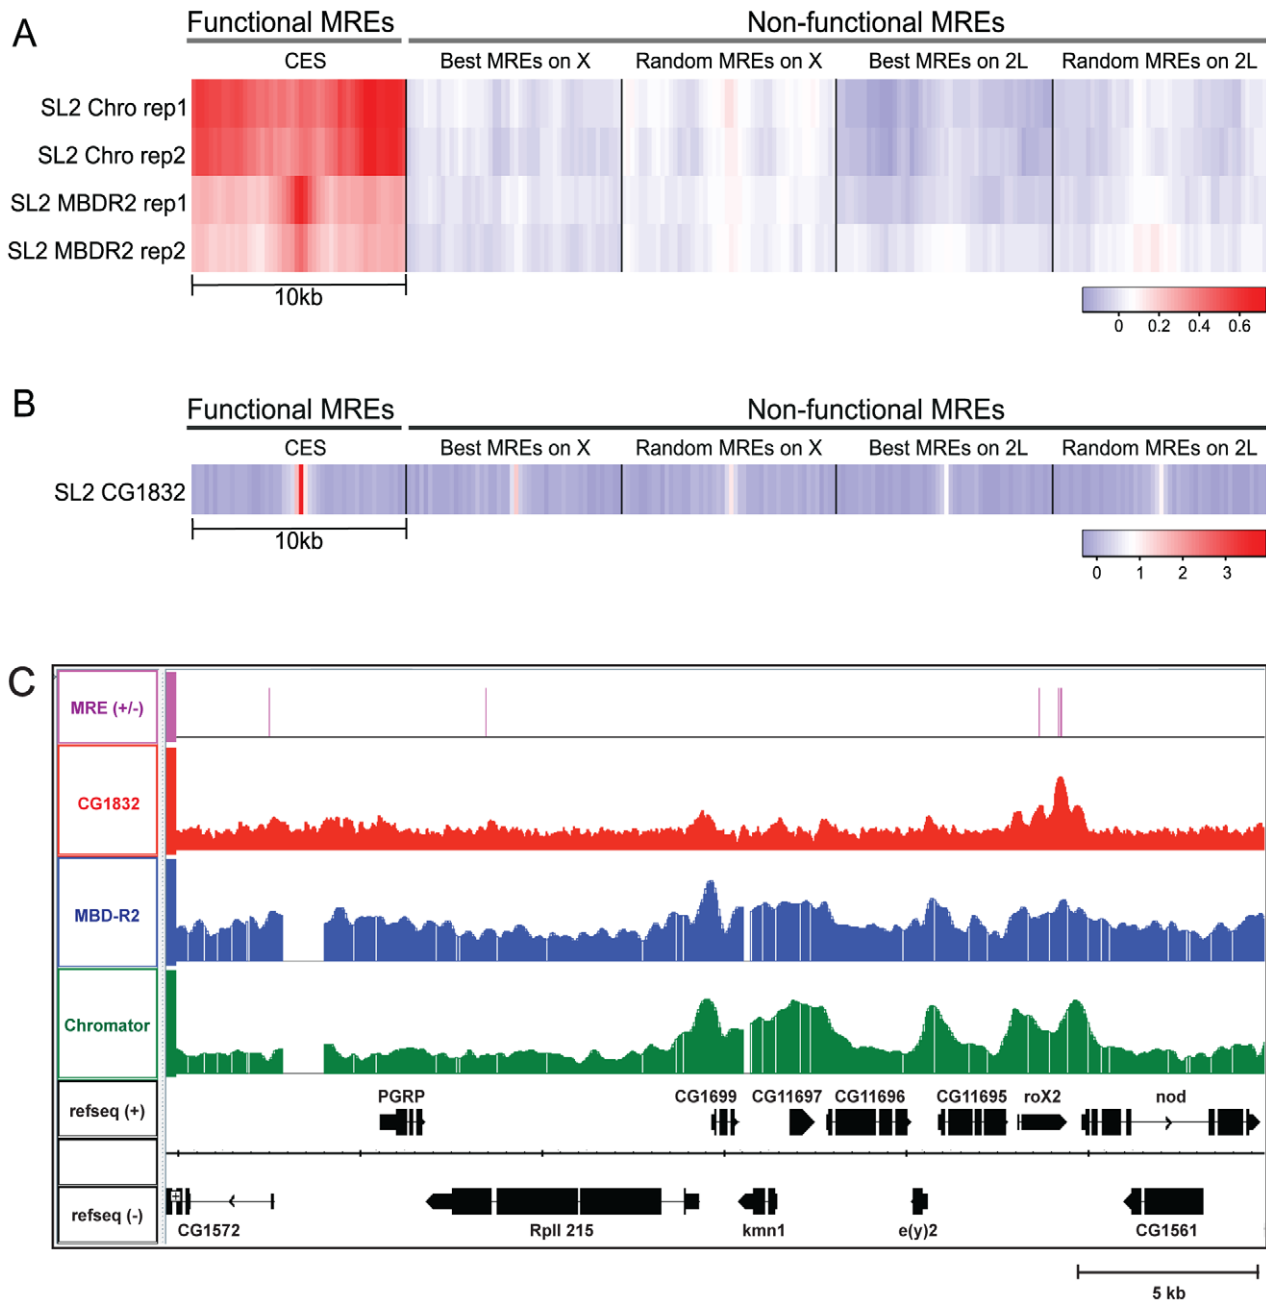 A
Functional MREs
Non-functional MREs
CES
Best MREs on X
Random MREs on X
Best MREs on 2L
Random MREs on 2L
SL2 Chro rep1
SL2 Chro rep2
SL2 MBDR2 rep1
SL2 MBDR2 rep2
10kb
0 0.2 0.4 0.6
B
Functional MREs
Non-functional MREs
CES
Best MREs on X
Random MREs on X
Best MREs on 2L
Random MREs on 2L
SL2 CG1832
10kb
0 1 2 3
C
MRE (+/-)
CG1832
MBD-R2
Chromator
refseq (+)
PGRP
CG1699
CG11697
CG11696
CG11695
roX2
nod
refseq (-)
CG1572
RpII 215
kmn1
e(y)2
CG1561
5 kb